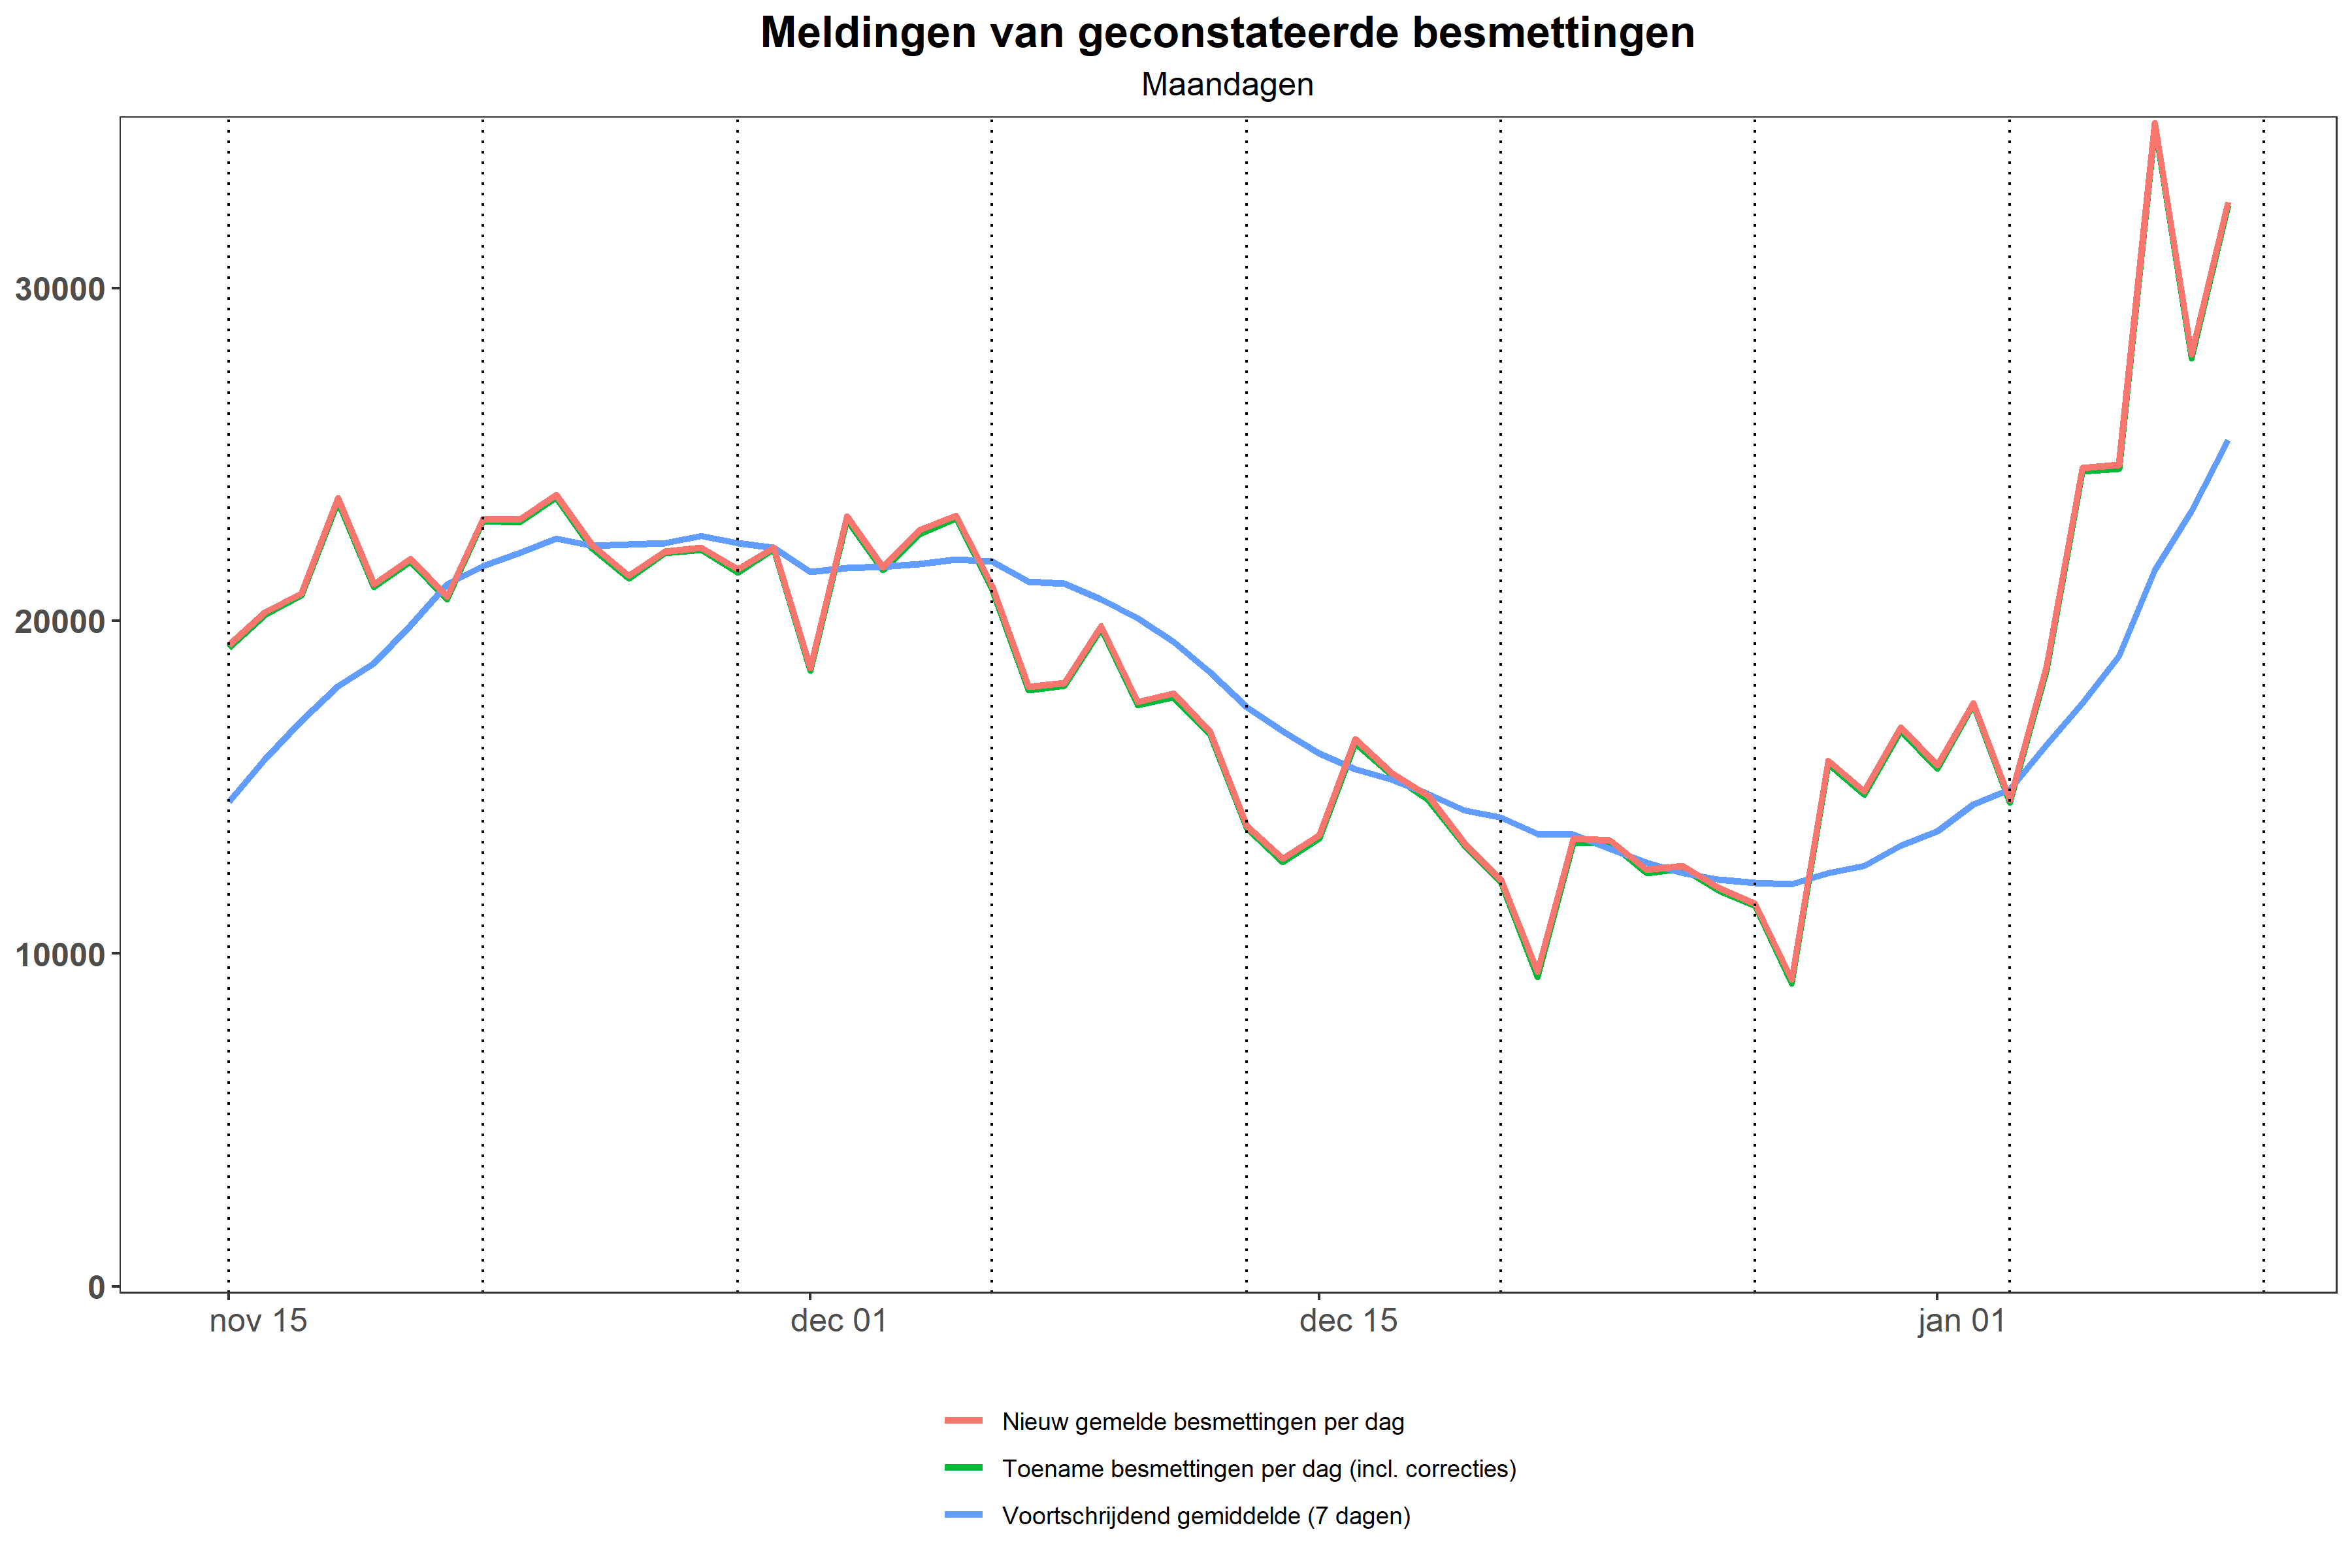 Meldingen van geconstateerde besmettingen
Maandagen
30000
20000
10000
0
nov 15
dec 01
dec 15
jan 01
Nieuw gemelde besmettingen per dag
Toename besmettingen per dag (incl. correcties)
Voortschrijdend gemiddelde (7 dagen)